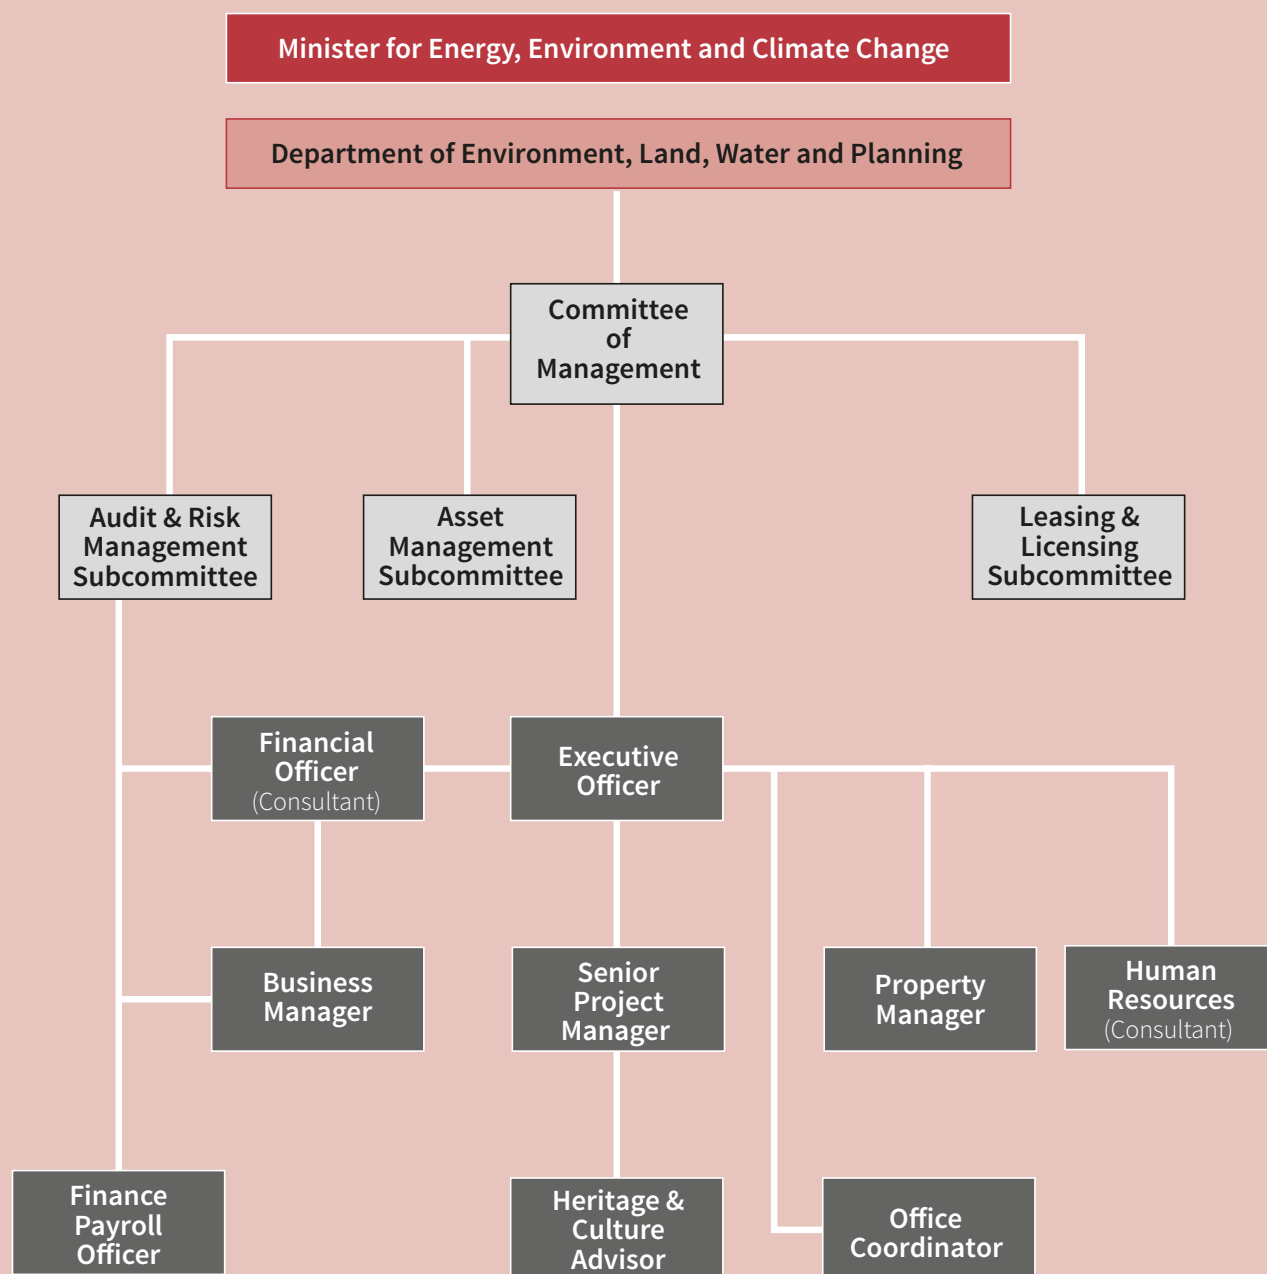 Minister for Energy, Environment and Climate Change
Department of Environment, Land, Water and Planning
Committee
of
Management
Audit & Risk
Management
Subcommittee
Asset
Management
Subcommittee
Leasing &
Licensing
Subcommittee
Financial
Officer
(Consultant)
Executive
Officer
Business
Manager
Senior
Project
Manager
Property
Manager
Human
Resources
(Consultant)
Finance
Payroll
Officer
Heritage &
Culture
Advisor
Office
Coordinator